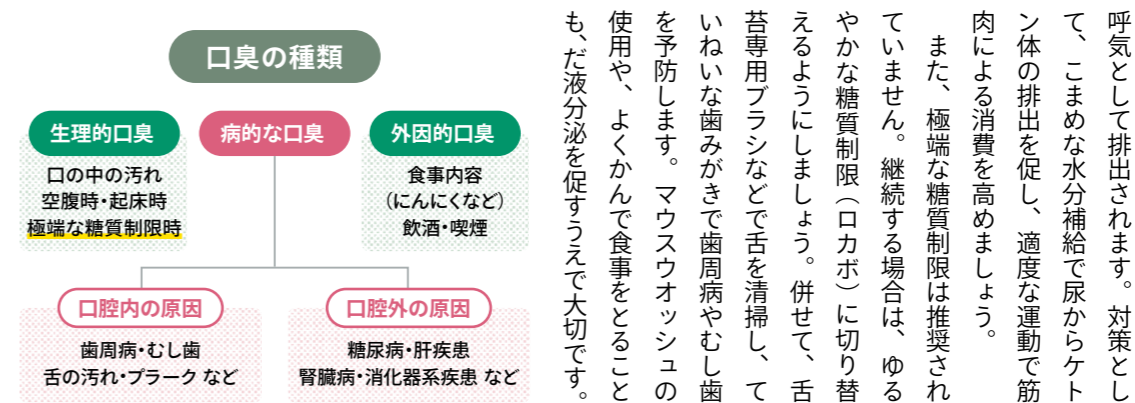 口臭の種類
生理的口臭
口の中の汚れ
空腹時・起床時
極端な糖質制限時
病的な口臭
外因的口臭
食事内容
（にんにくなど）
飲酒・喫煙
口腔内の原因
歯周病・むし歯
舌の汚れ・プラーク など
口腔外の原因
糖尿病・肝疾患
腎臓病・消化器系疾患 など
呼気として排出されます。対策とし
て、こまめな水分補給で尿からケト
ン体の排出を促し、適度な運動で筋
肉による消費を高めましょう。
また、極端な糖質制限は推奨され
ていません。継続する場合は、ゆる
やかな糖質制限（ロカボ）に切り替
えるようにしましょう。併せて、舌
苔専用ブラシなどで舌を清掃し、て
いねいな歯みがきで歯周病やむし歯
を予防します。マウスウオッシュの
使用や、よくかんで食事をとること
も、だ液分泌を促すうえで大切です。